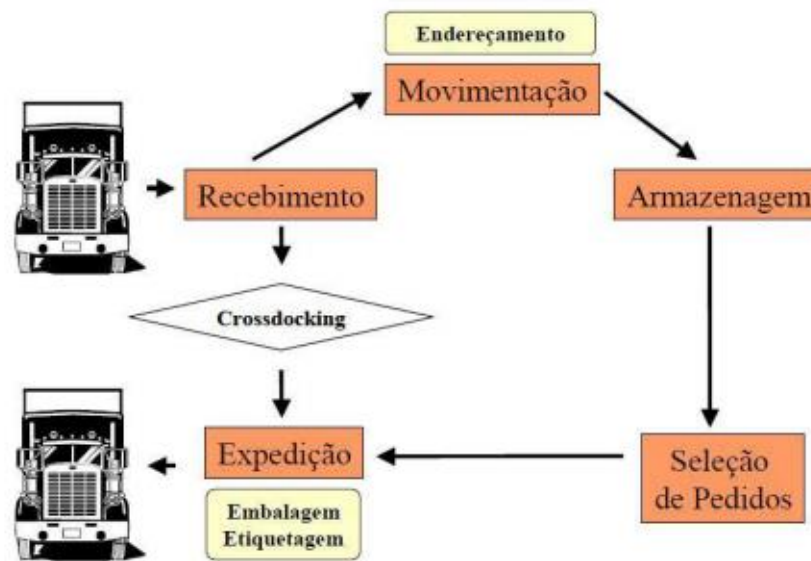 Endereçamento
Movimentação
Recebimento
Armazenagem
Crossdocking
Expedição
Seleção
de Pedidos
Embalagem
Etiquetagem